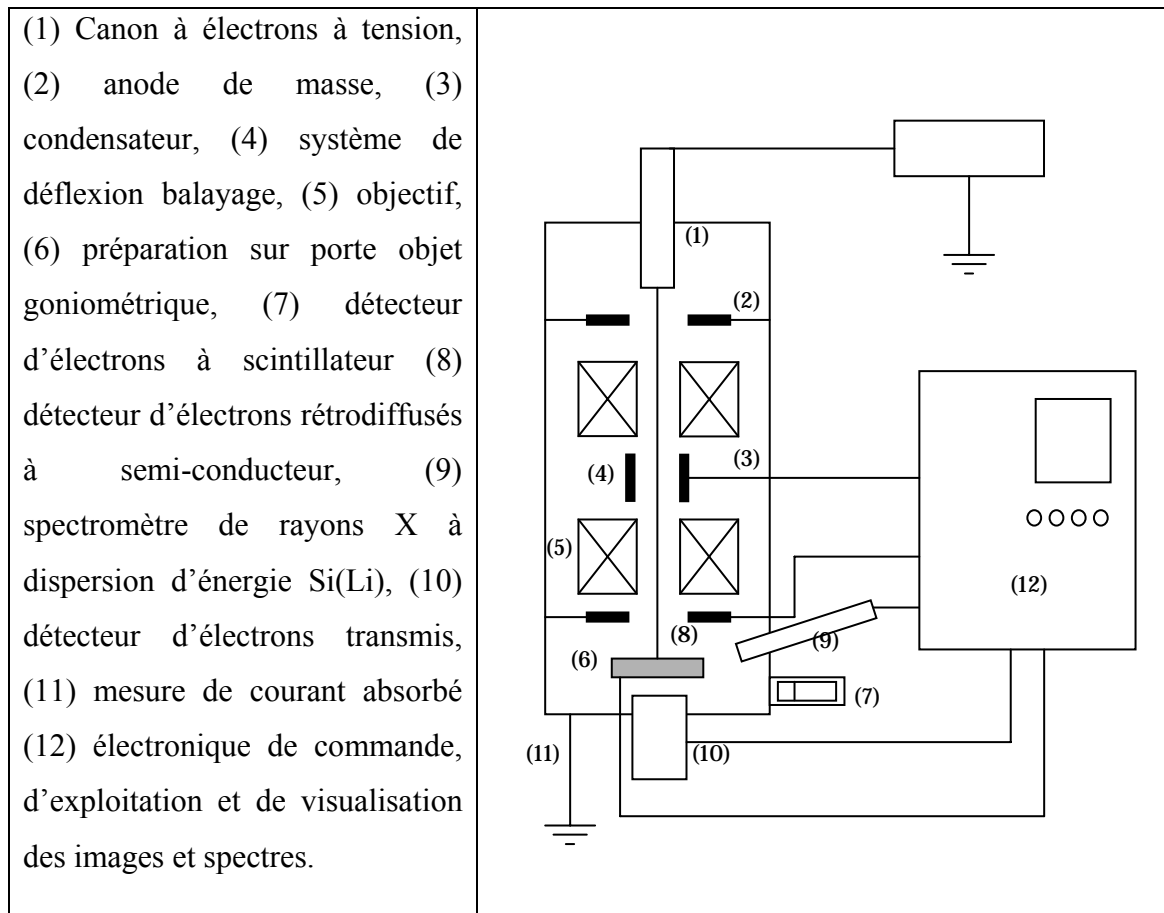 (1) Canon à électrons à tension,
(2) anode de masse, (3)
condensateur, (4) système de
déflexion balayage, (5) objectif,
(6) préparation sur porte objet
goniométrique, (7) détecteur
d’électrons à scintillateur (8)
détecteur d’électrons rétrodiffusés
à semi-conducteur, (9)
spectromètre de rayons X à
dispersion d’énergie Si(Li), (10)
détecteur d’électrons transmis,
(11) mesure de courant absorbé
(12) électronique de commande,
d’exploitation et de visualisation
des images et spectres.
(1)
(2)
(3)
(4)
(5)
(12)
(8)
(9)
(6)
(7)
(11)
(10)